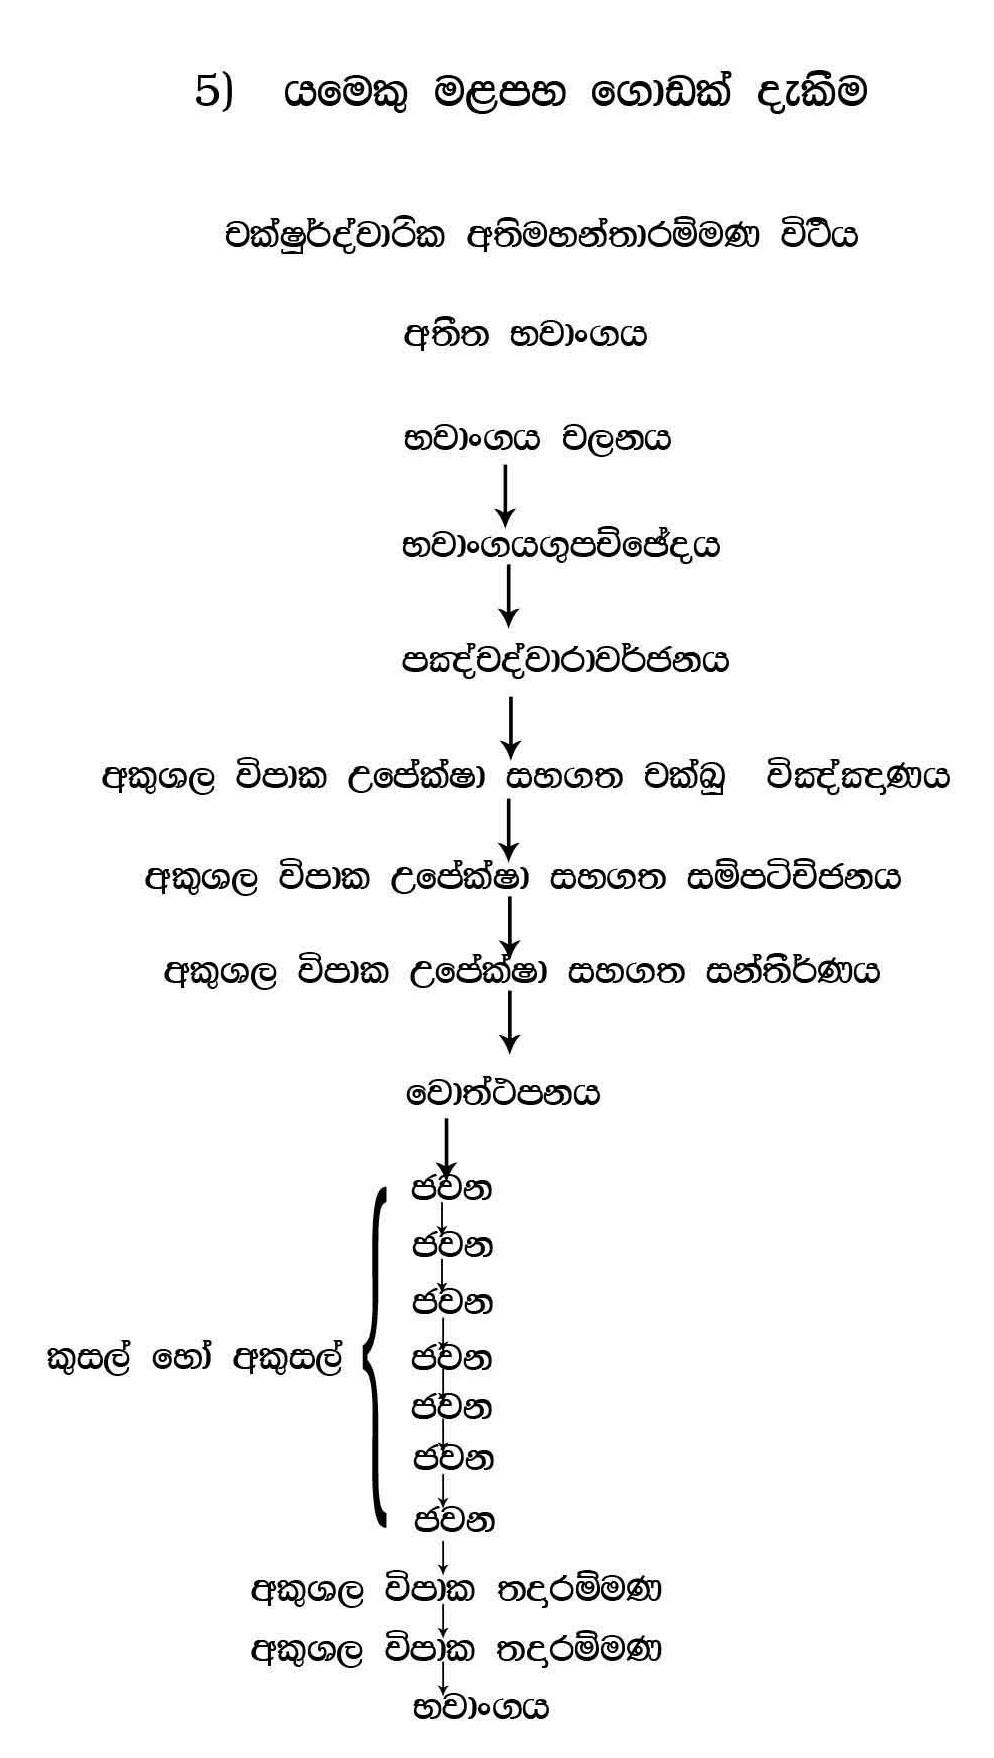 5) යමෙකු මළපහ ගොඩක් දැකීම
චක්ෂුර්ද්වාරික අතිමහන්තාරම්මණ විථිය
අතීත භවාංගය
භවාංගය චලනය
භවාංගයගුපච්ඡේදය
පඤ්චද්වාරාවර්ජනය
අකුශල විපාක උපේක්ෂා සහගත චක්ඛු විඤ්ඤාණය
අකුශල විපාක උපේක්ෂා සහගත සම්පටිච්ජනය
අකුශල විපාක උපේක්ෂා සහගත සන්තීර්ණය
වොත්ථපනය
ජවන
ජවන
ජවන
කුසල් හෝ අකුසල් ජවන
ජවන
ජවන
ජවන
අකුශල විපාක තදාරම්මණ
අකුශල විපාක තදාරම්මණ
භවාංගය